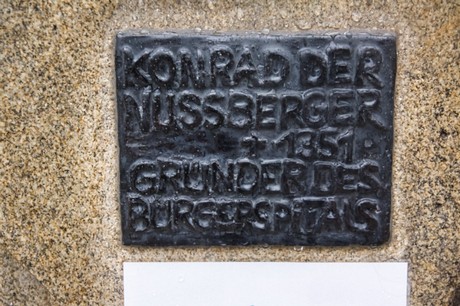 KONRAD DER
NUSSBERGER
+ 1351
GRÜNDER DES
BÜRGERSPITALS